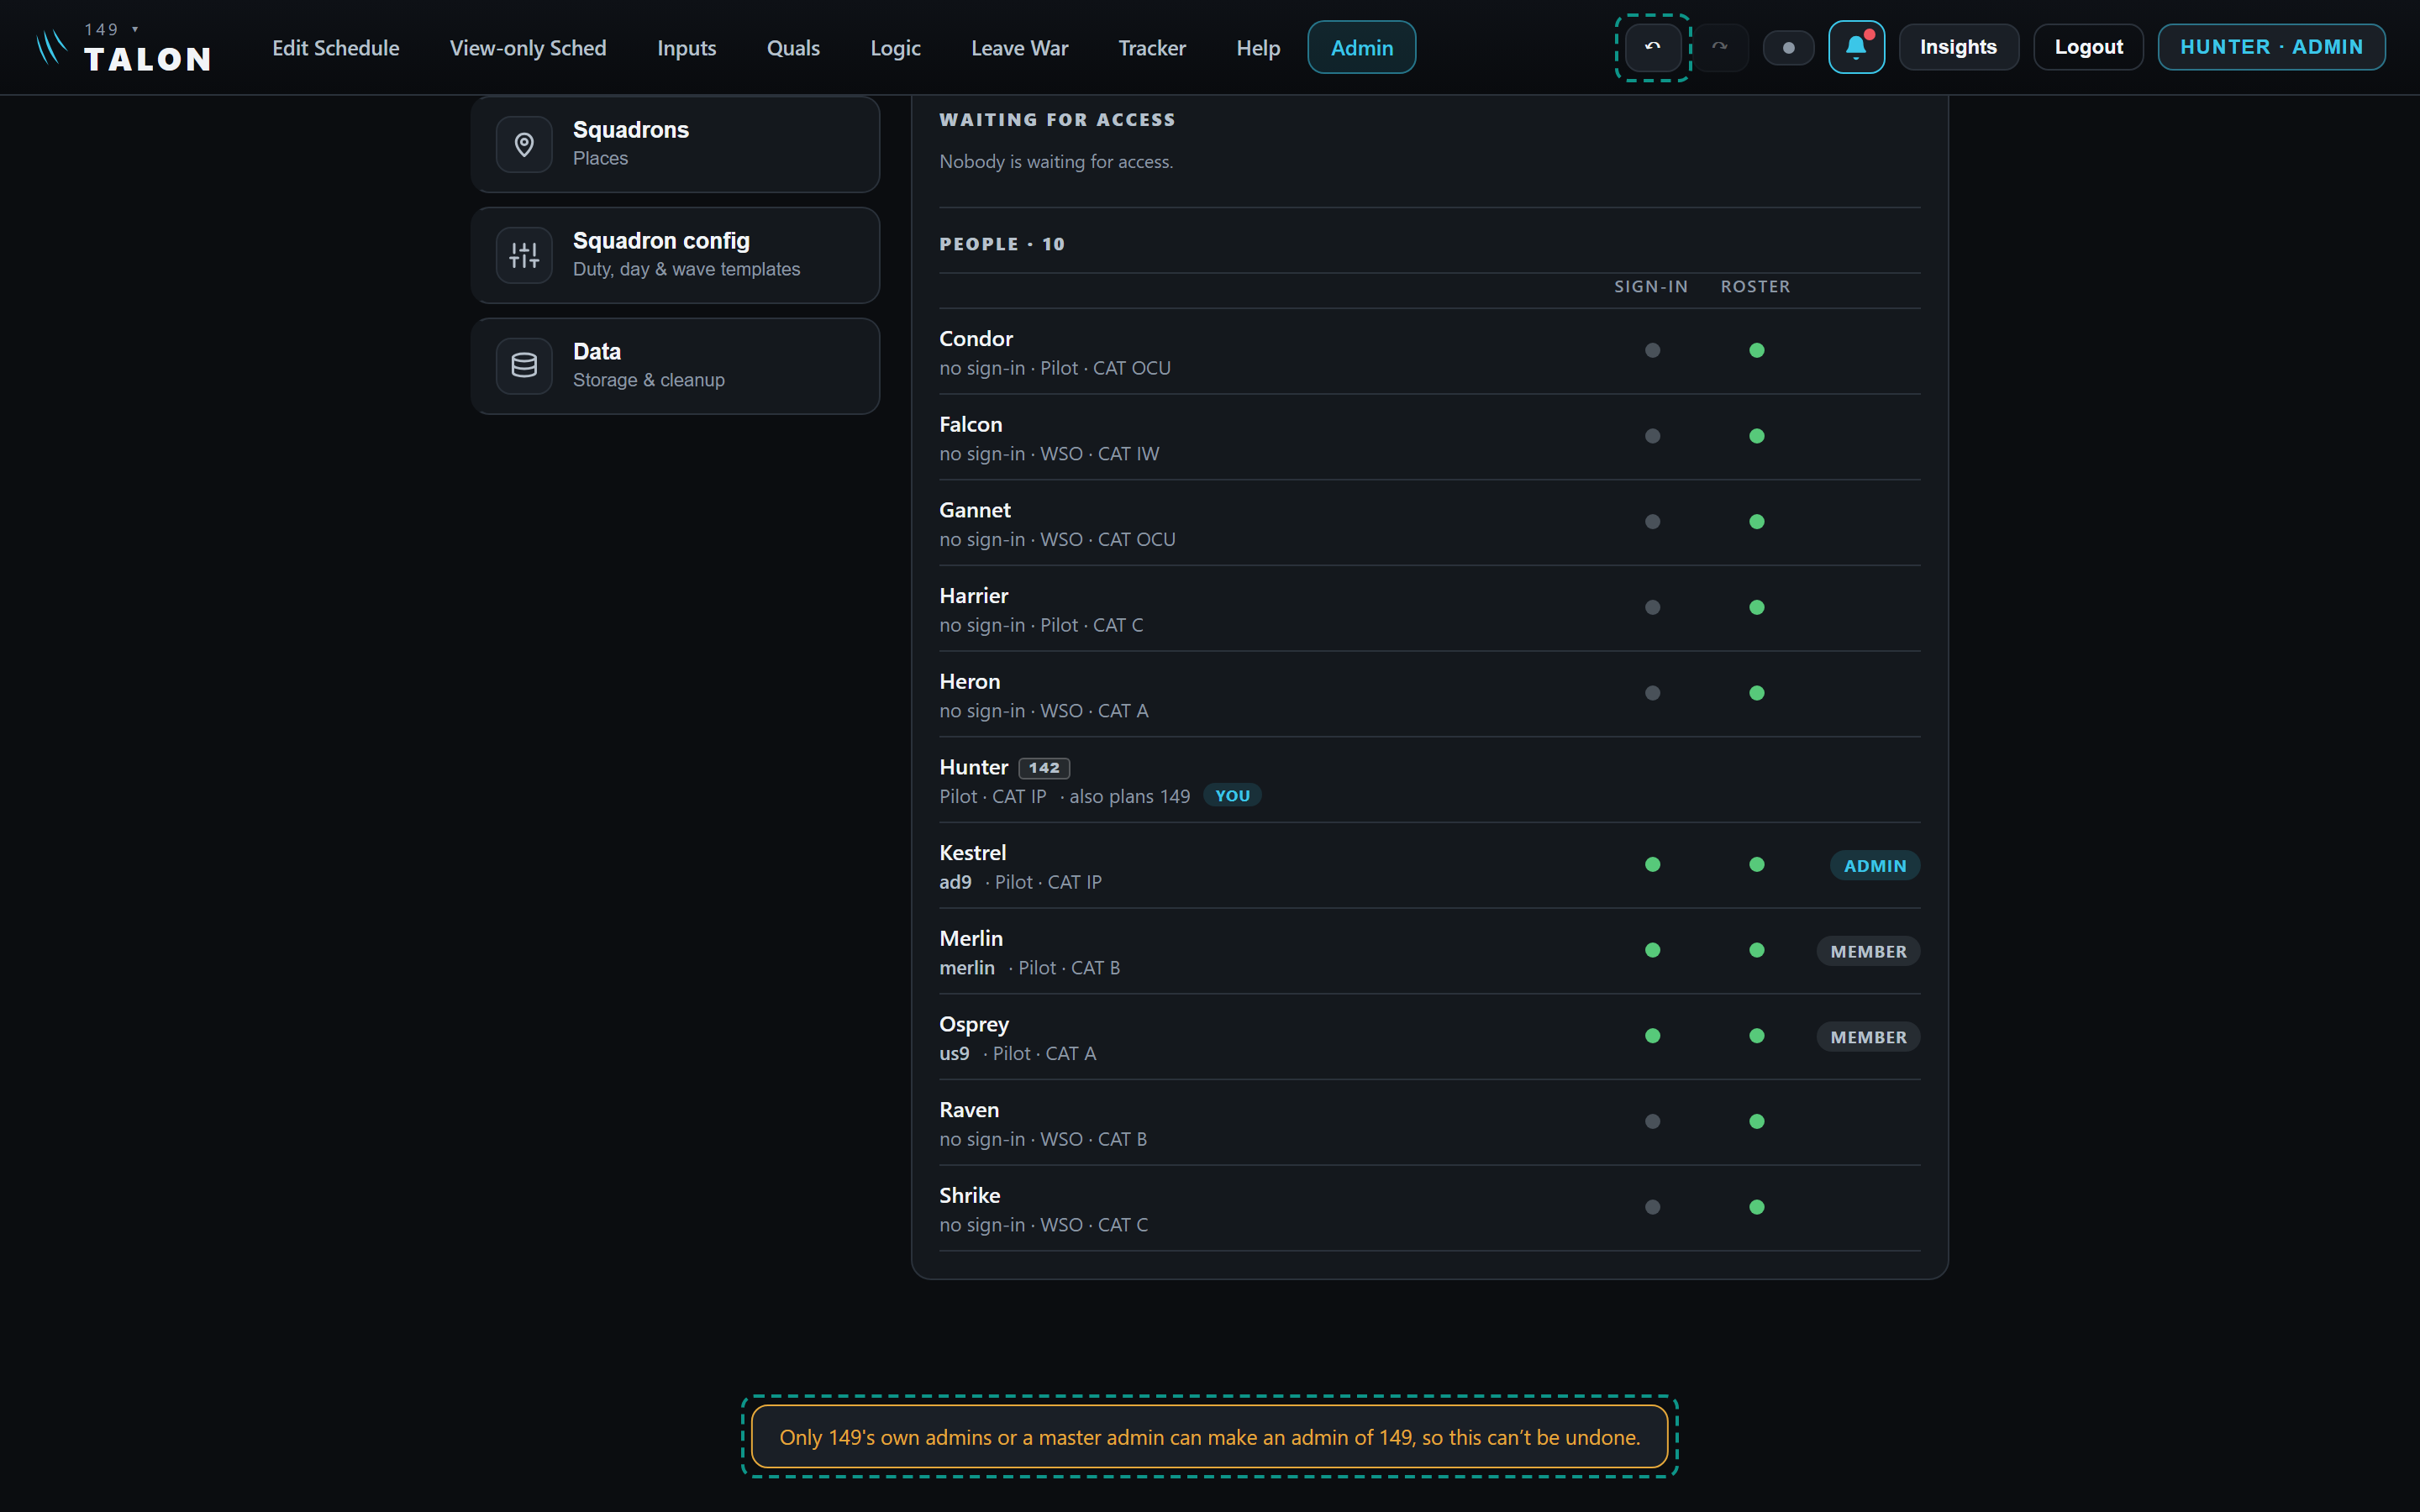 149 ▾
TALON
Edit Schedule
View-only Sched
Inputs
Quals
Logic
Leave War
Tracker
Help
Admin
Insights
Logout
HUNTER · ADMIN
Squadrons
Places
Squadron config
Duty, day & wave templates
Data
Storage & cleanup
WAITING FOR ACCESS
Nobody is waiting for access.
PEOPLE · 10
SIGN-IN ROSTER
Condor
no sign-in · Pilot · CAT OCU
Falcon
no sign-in · WSO · CAT IW
Gannet
no sign-in · WSO · CAT OCU
Harrier
no sign-in · Pilot · CAT C
Heron
no sign-in · WSO · CAT A
Hunter 142
Pilot · CAT IP · also plans 149 YOU
Kestrel
ad9 · Pilot · CAT IP
ADMIN
Merlin
merlin · Pilot · CAT B
MEMBER
Osprey
us9 · Pilot · CAT A
MEMBER
Raven
no sign-in · WSO · CAT B
Shrike
no sign-in · WSO · CAT C
Only 149's own admins or a master admin can make an admin of 149, so this can’t be undone.